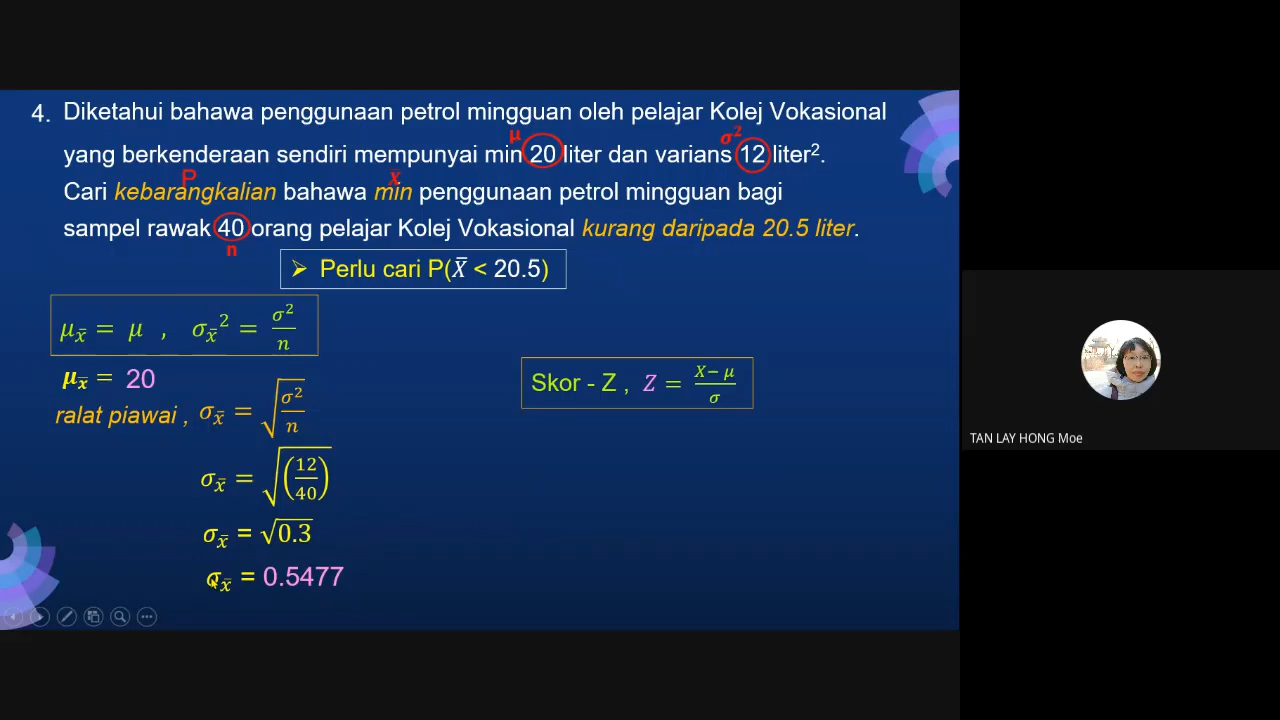 4. Diketahui bahawa penggunaan petrol mingguan oleh pelajar Kolej Vokasional
μ σ²
yang berkenderaan sendiri mempunyai min 20 liter dan varians 12 liter².
P x̄
Cari kebarangkalian bahawa min penggunaan petrol mingguan bagi
sampel rawak 40 orang pelajar Kolej Vokasional kurang daripada 20.5 liter.
n
➢ Perlu cari P(X̄ < 20.5)
μx̄ = μ , σx̄² = σ²/n
μx̄ = 20
Skor - Z , Z = (X− μ)/σ
ralat piawai , σx̄ = √(σ²/n)
σx̄ = √(12/40)
σx̄ = √0.3
σx̄ = 0.5477
TAN LAY HONG Moe